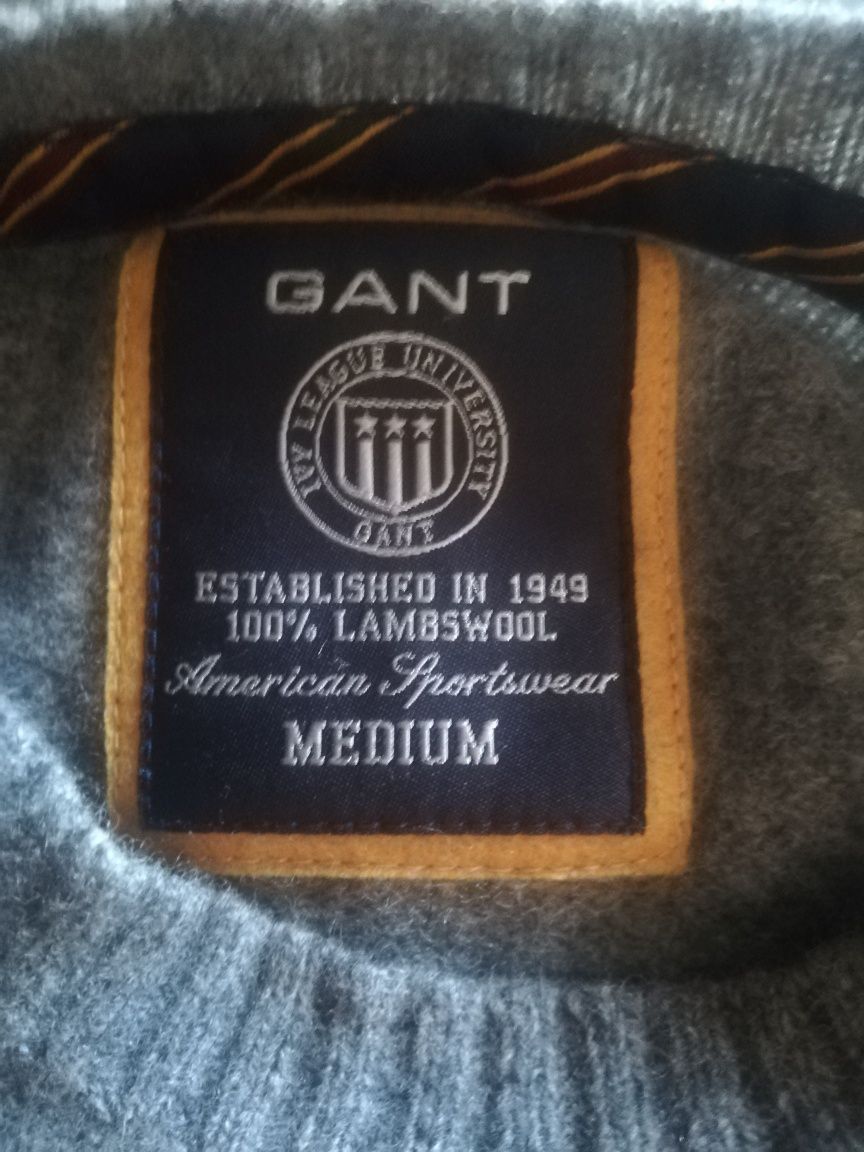 GANT
IVY LEAGUE UNIVERSITY
GANT
ESTABLISHED IN 1949
100% LAMBSWOOL
American Sportswear
MEDIUM